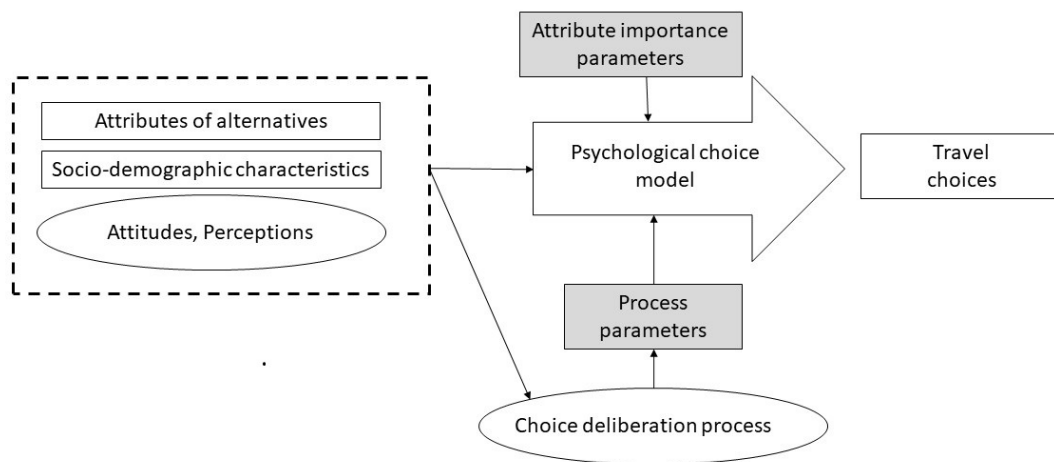 Attribute importance
parameters
Attributes of alternatives
Socio-demographic characteristics
Attitudes, Perceptions
Psychological choice
model
Travel
choices
Process
parameters
.
Choice deliberation process